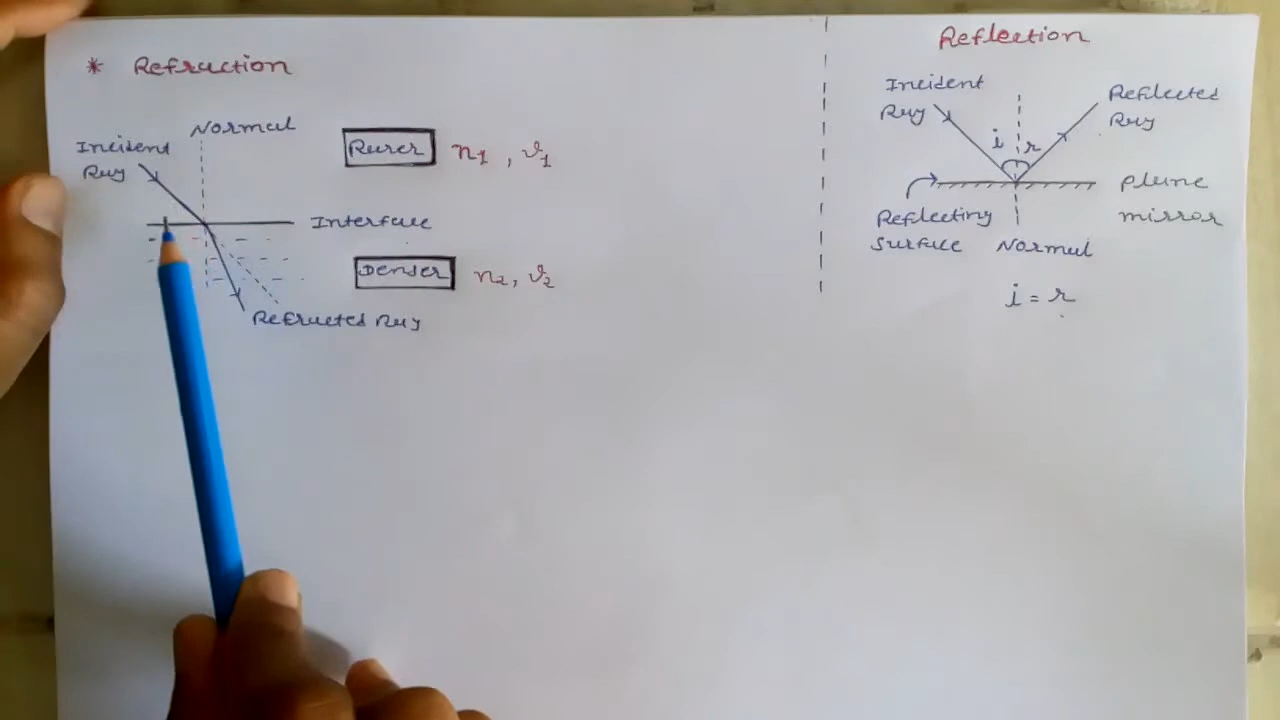 * Refraction
Normal
Incident
Ray
Rarer n1 , v1
Interface
Denser n2, v2
Refracted Ray
Reflection
Incident
Ray
Reflected
Ray
i r
plane
mirror
Reflecting
Surface
Normal
i = r